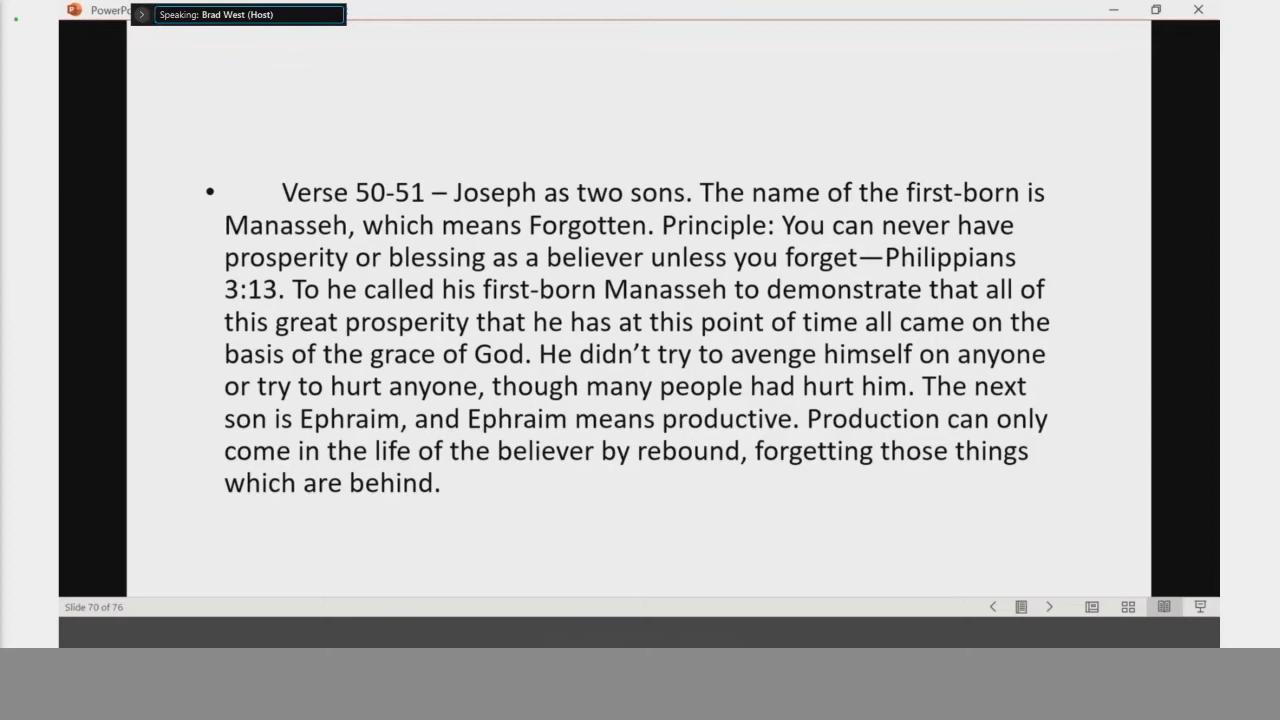 Speaking: Brad West (Host)
• Verse 50-51 – Joseph as two sons. The name of the first-born is
Manasseh, which means Forgotten. Principle: You can never have
prosperity or blessing as a believer unless you forget—Philippians
3:13. To he called his first-born Manasseh to demonstrate that all of
this great prosperity that he has at this point of time all came on the
basis of the grace of God. He didn’t try to avenge himself on anyone
or try to hurt anyone, though many people had hurt him. The next
son is Ephraim, and Ephraim means productive. Production can only
come in the life of the believer by rebound, forgetting those things
which are behind.
Slide 70 of 76